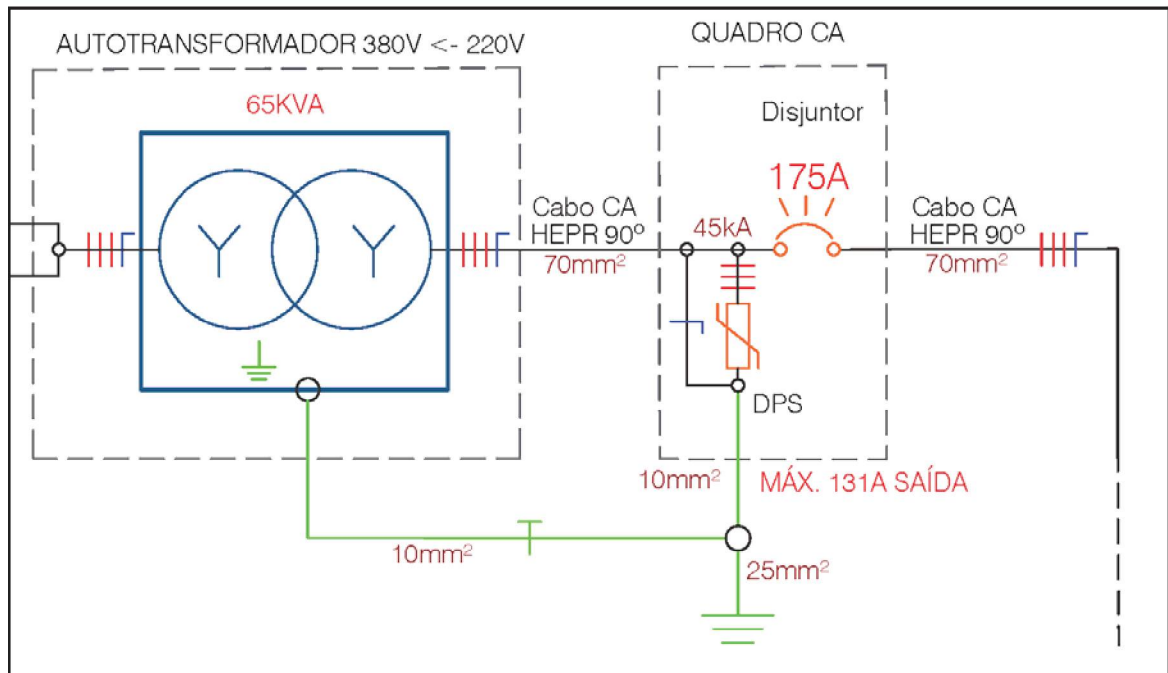 AUTOTRANSFORMADOR 380V <- 220V
QUADRO CA
65KVA
Disjuntor
175A
Cabo CA
HEPR 90º
70mm²
45kA
Cabo CA
HEPR 90º
70mm²
Y
Y
DPS
10mm²
MÁX. 131A SAÍDA
10mm²
25mm²